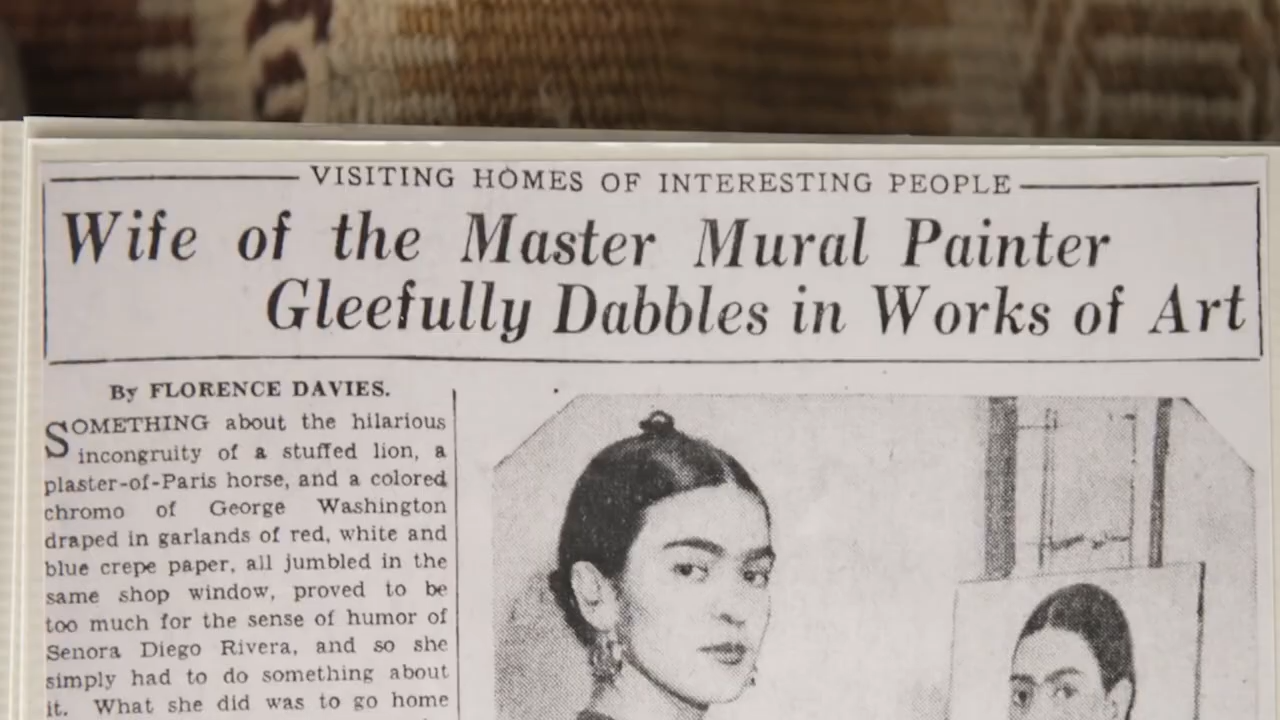 VISITING HOMES OF INTERESTING PEOPLE
Wife of the Master Mural Painter
Gleefully Dabbles in Works of Art
By FLORENCE DAVIES.
SOMETHING about the hilarious
incongruity of a stuffed lion, a
plaster-of-Paris horse, and a colored
chromo of George Washington
draped in garlands of red, white and
blue crepe paper, all jumbled in the
same shop window, proved to be
too much for the sense of humor of
Senora Diego Rivera, and so she
simply had to do something about
it. What she did was to go home